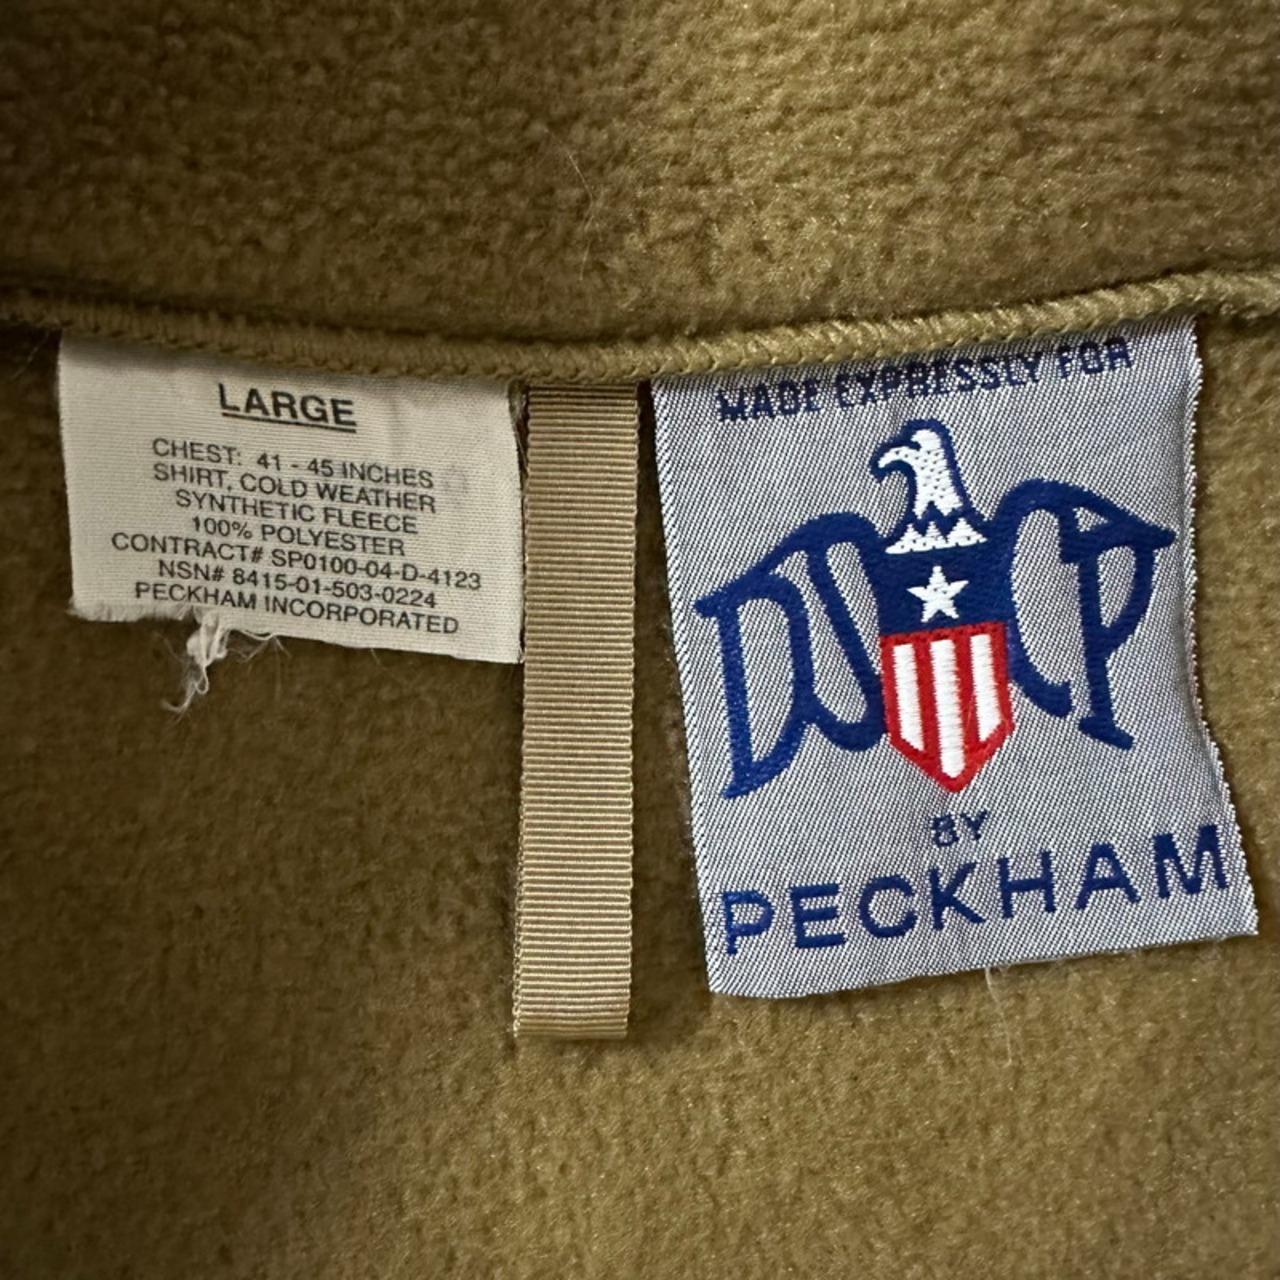 LARGE
CHEST: 41 - 45 INCHES
SHIRT, COLD WEATHER
SYNTHETIC FLEECE
100% POLYESTER
CONTRACT# SP0100-04-D-4123
NSN# 8415-01-503-0224
PECKHAM INCORPORATED
MADE EXPRESSLY FOR
DSCP
BY
PECKHAM